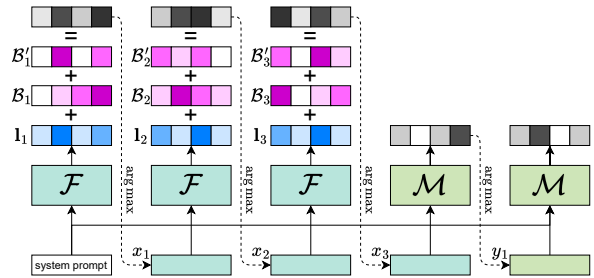 = = =
ℬ′₁ ℬ′₂ ℬ′₃
+ + +
ℬ₁ ℬ₂ ℬ₃
+ + +
l₁ l₂ l₃
ℱ arg max ℱ arg max ℱ arg max ℳ arg max ℳ
system prompt x₁ x₂ x₃ y₁